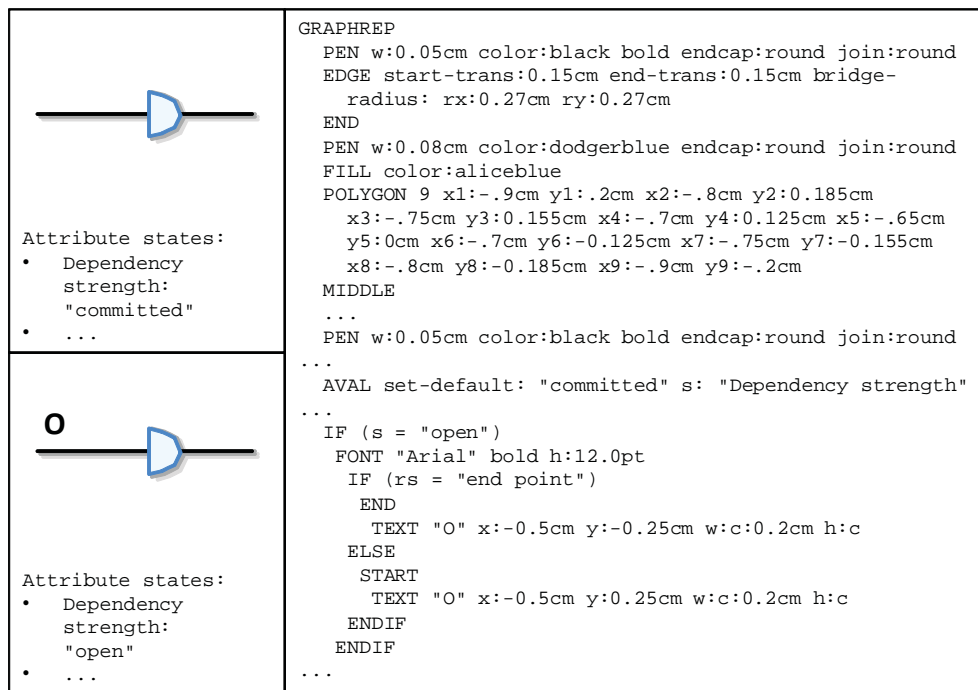 Attribute states:
• Dependency
strength:
"committed"
• ...
O
Attribute states:
• Dependency
strength:
"open"
• ...
GRAPHREP
PEN w:0.05cm color:black bold endcap:round join:round
EDGE start-trans:0.15cm end-trans:0.15cm bridge-
radius: rx:0.27cm ry:0.27cm
END
PEN w:0.08cm color:dodgerblue endcap:round join:round
FILL color:aliceblue
POLYGON 9 x1:-.9cm y1:.2cm x2:-.8cm y2:0.185cm
x3:-.75cm y3:0.155cm x4:-.7cm y4:0.125cm x5:-.65cm
y5:0cm x6:-.7cm y6:-0.125cm x7:-.75cm y7:-0.155cm
x8:-.8cm y8:-0.185cm x9:-.9cm y9:-.2cm
MIDDLE
...
PEN w:0.05cm color:black bold endcap:round join:round
...
AVAL set-default: "committed" s: "Dependency strength"
...
IF (s = "open")
FONT "Arial" bold h:12.0pt
IF (rs = "end point")
END
TEXT "O" x:-0.5cm y:-0.25cm w:c:0.2cm h:c
ELSE
START
TEXT "O" x:-0.5cm y:0.25cm w:c:0.2cm h:c
ENDIF
ENDIF
...